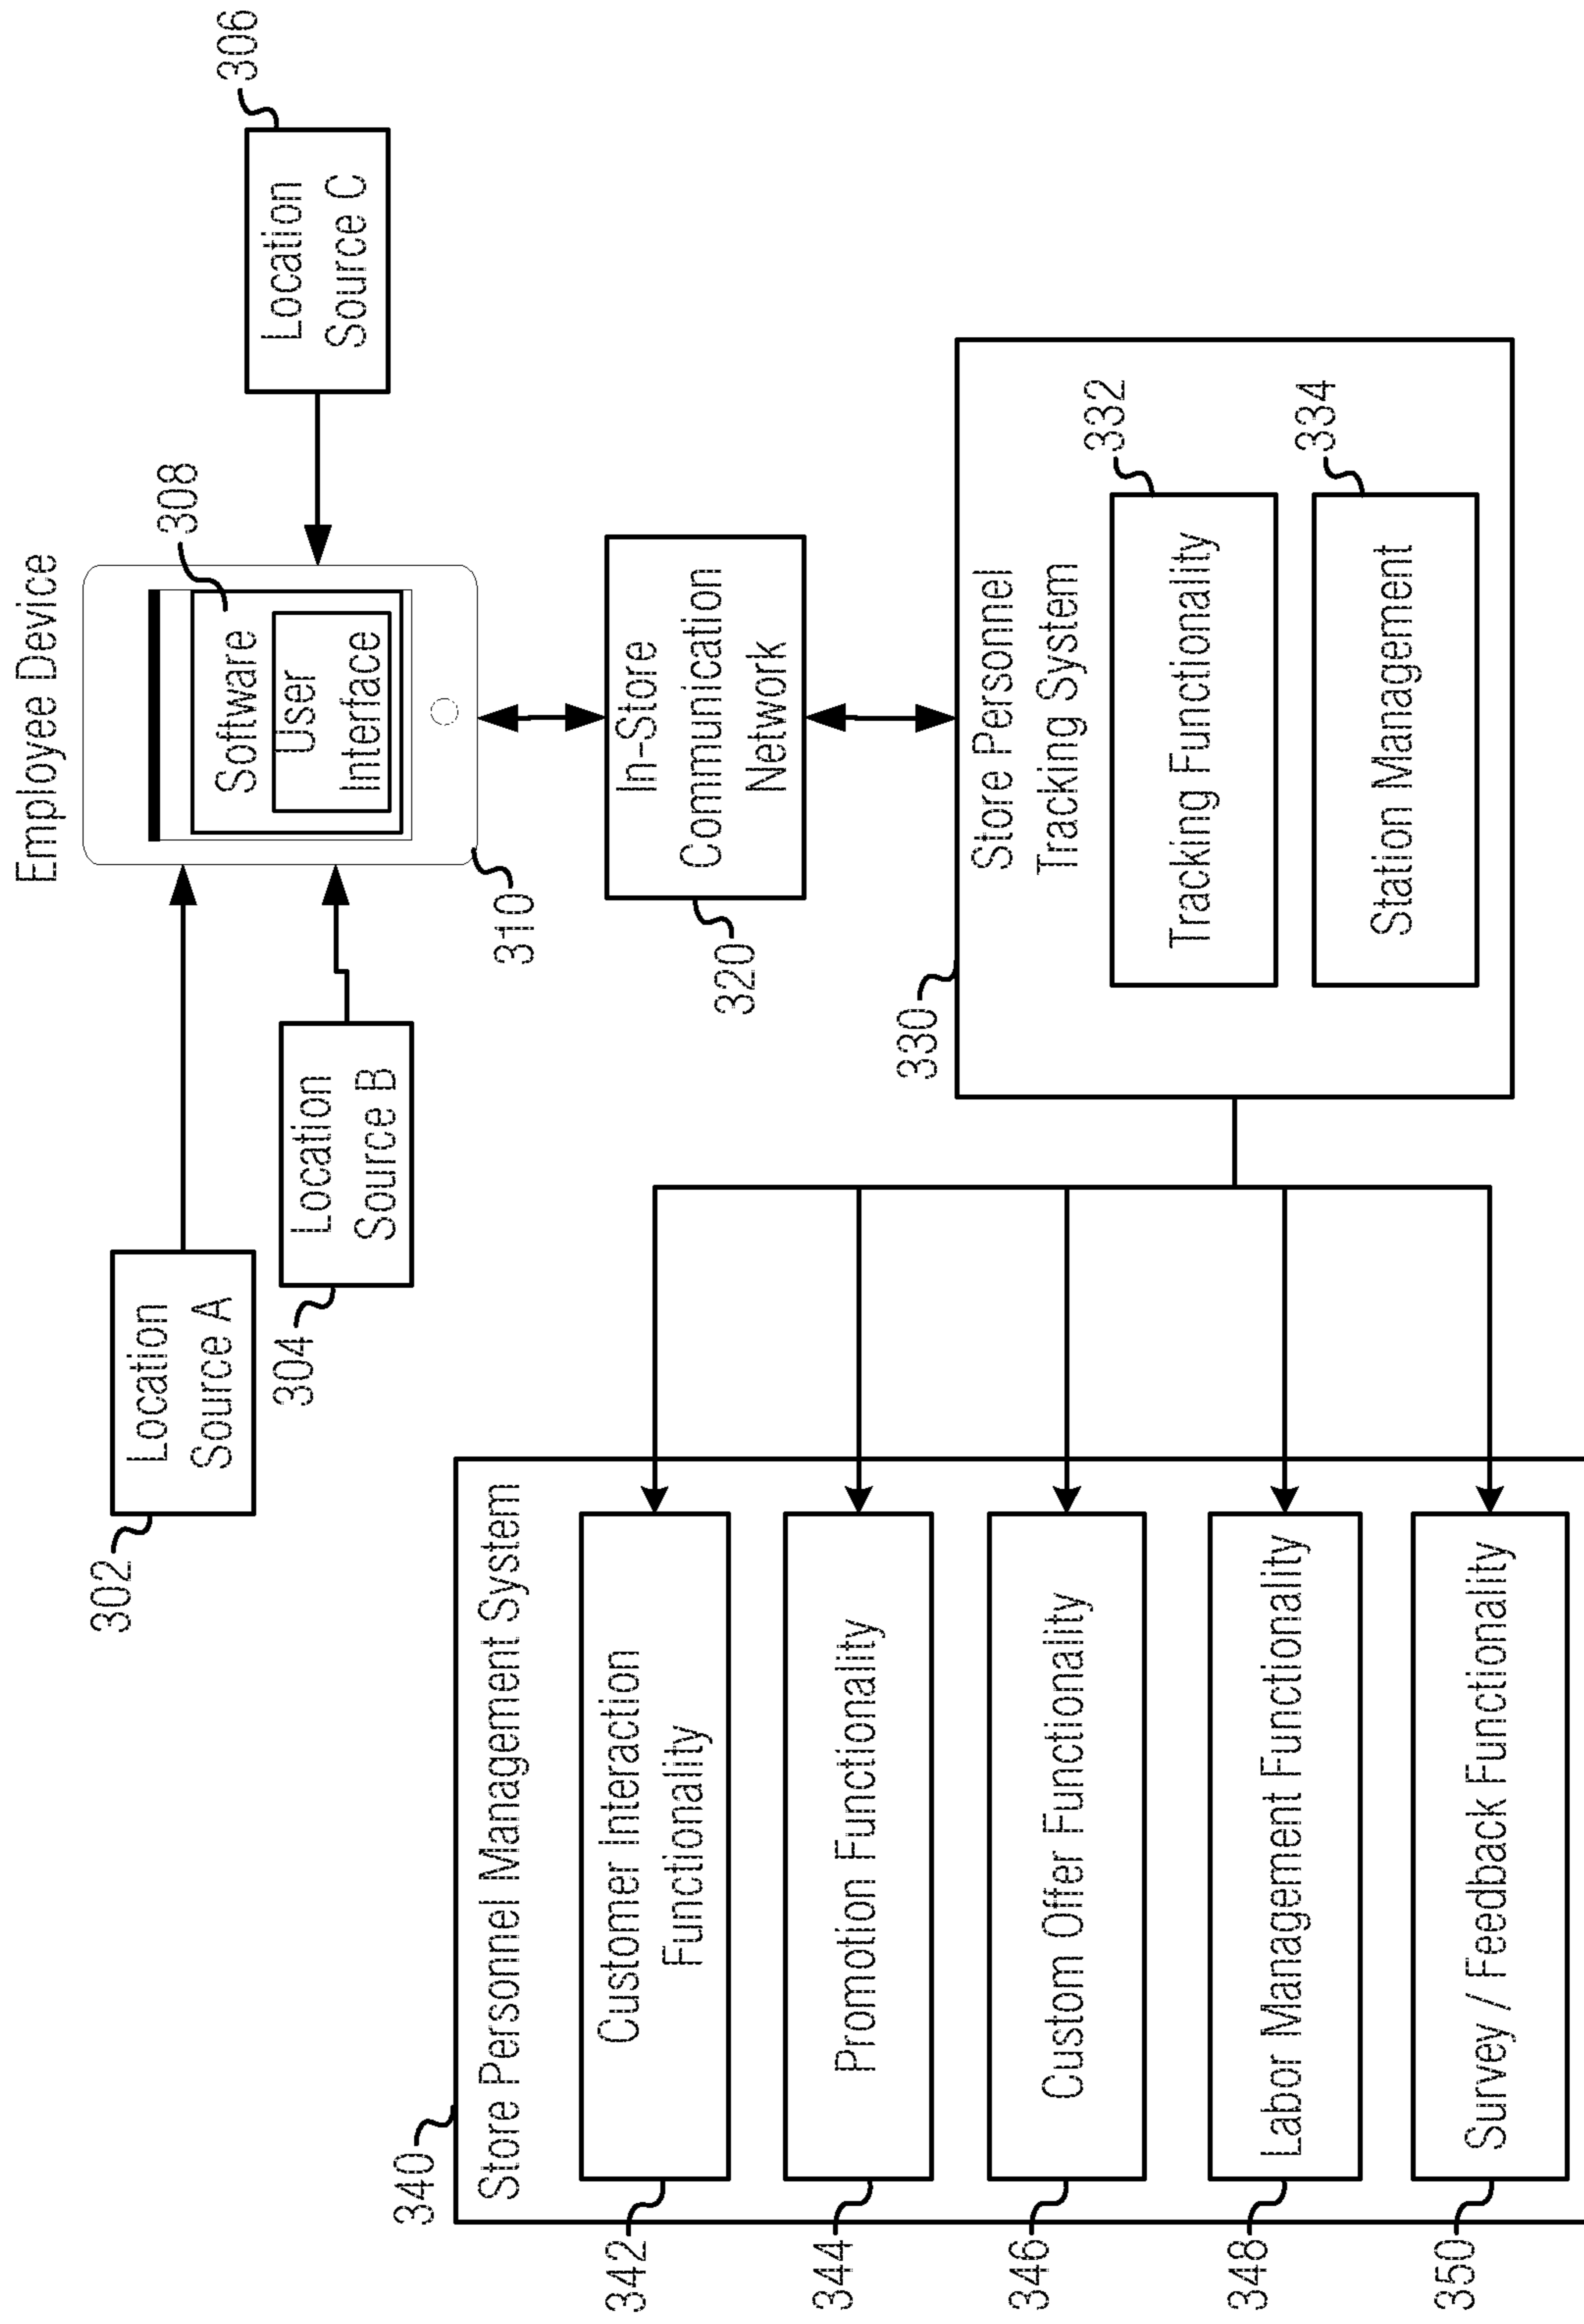 Employee Device
302
Location
Source A
304
Location
Source B
308
Software
User
Interface
310
306
Location
Source C
320
In-Store
Communication
Network
330
Store Personnel
Tracking System
332
Tracking Functionality
334
Station Management
340
Store Personnel Management System
342
Customer Interaction
Functionality
344
Promotion Functionality
346
Custom Offer Functionality
348
Labor Management Functionality
350
Survey / Feedback Functionality